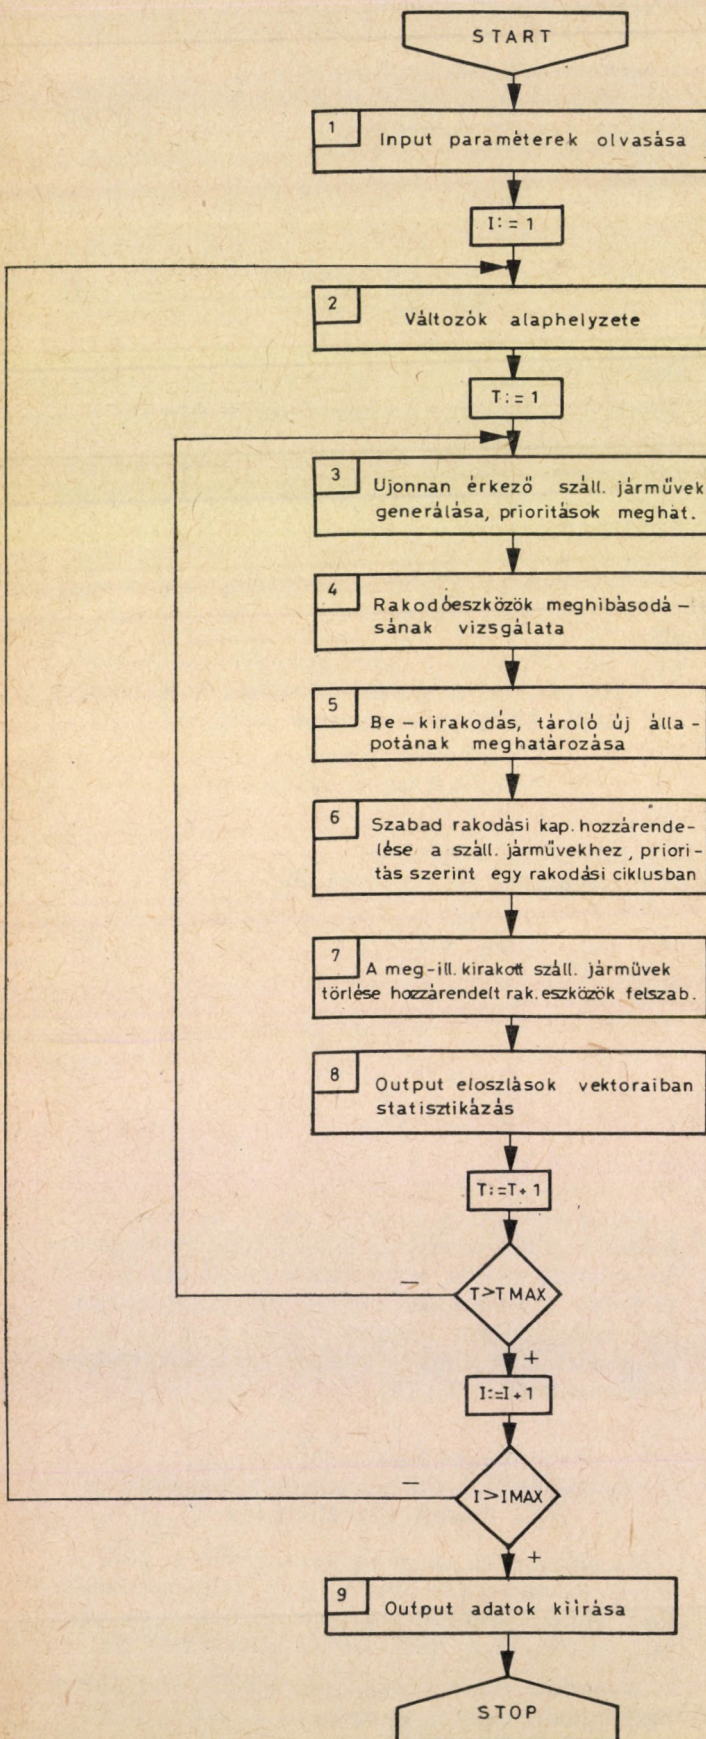 START
1
Input paraméterek olvasása
I:=1
2
Változók alaphelyzete
T:=1
3
Ujonnan érkező száll. járművek
generálása, prioritások meghat.
4
Rakodóeszközök meghibásodá-
sának vizsgálata
5
Be-kirakodás, tároló új álla-
potának meghatározása
6
Szabad rakodási kap. hozzárende-
lése a száll. járművekhez, priori-
tás szerint egy rakodási ciklusban
7
A meg-ill. kirakott száll. járművek
törlése hozzárendelt rak. eszközök felszab.
8
Output eloszlások vektoraiban
statisztikázás
T:=T+1
T>TMAX
−
+
I:=I+1
I>IMAX
−
+
9
Output adatok kiírása
STOP